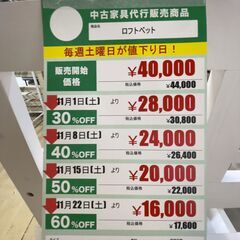 中古家具代行販売商品
商品名
ロフトベット
毎週土曜日が値下り日！
販売開始価格 ¥40,000
税込価格 ¥44,000
11月1日(土)より ¥28,000
30%OFF 税込価格 ¥30,800
11月8日(土)より ¥24,000
40%OFF 税込価格 ¥26,400
11月15日(土)より ¥20,000
50%OFF 税込価格 ¥22,000
11月22日(土)より ¥16,000
60%OFF 税込価格 ¥17,600